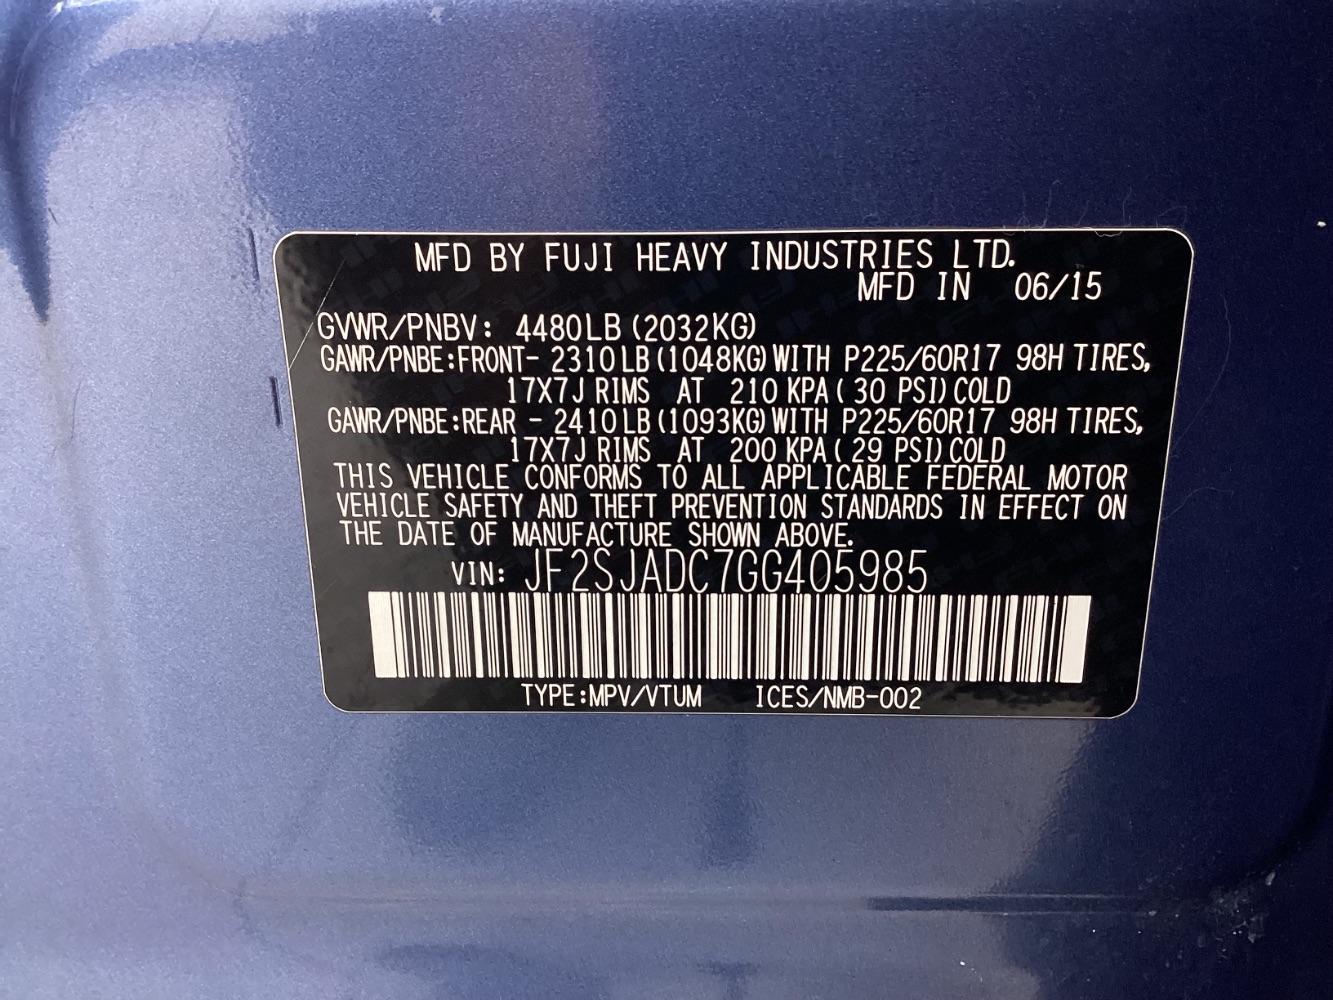 MFD BY FUJI HEAVY INDUSTRIES LTD.
MFD IN 06/15
GVWR/PNBV: 4480LB (2032KG)
GAWR/PNBE:FRONT- 2310LB (1048KG) WITH P225/60R17 98H TIRES,
17X7J RIMS AT 210 KPA ( 30 PSI) COLD
GAWR/PNBE:REAR - 2410LB (1093KG) WITH P225/60R17 98H TIRES,
17X7J RIMS AT 200 KPA ( 29 PSI) COLD
THIS VEHICLE CONFORMS TO ALL APPLICABLE FEDERAL MOTOR
VEHICLE SAFETY AND THEFT PREVENTION STANDARDS IN EFFECT ON
THE DATE OF MANUFACTURE SHOWN ABOVE.
VIN: JF2SJADC7GG405985
TYPE:MPV/VTUM ICES/NMB-002